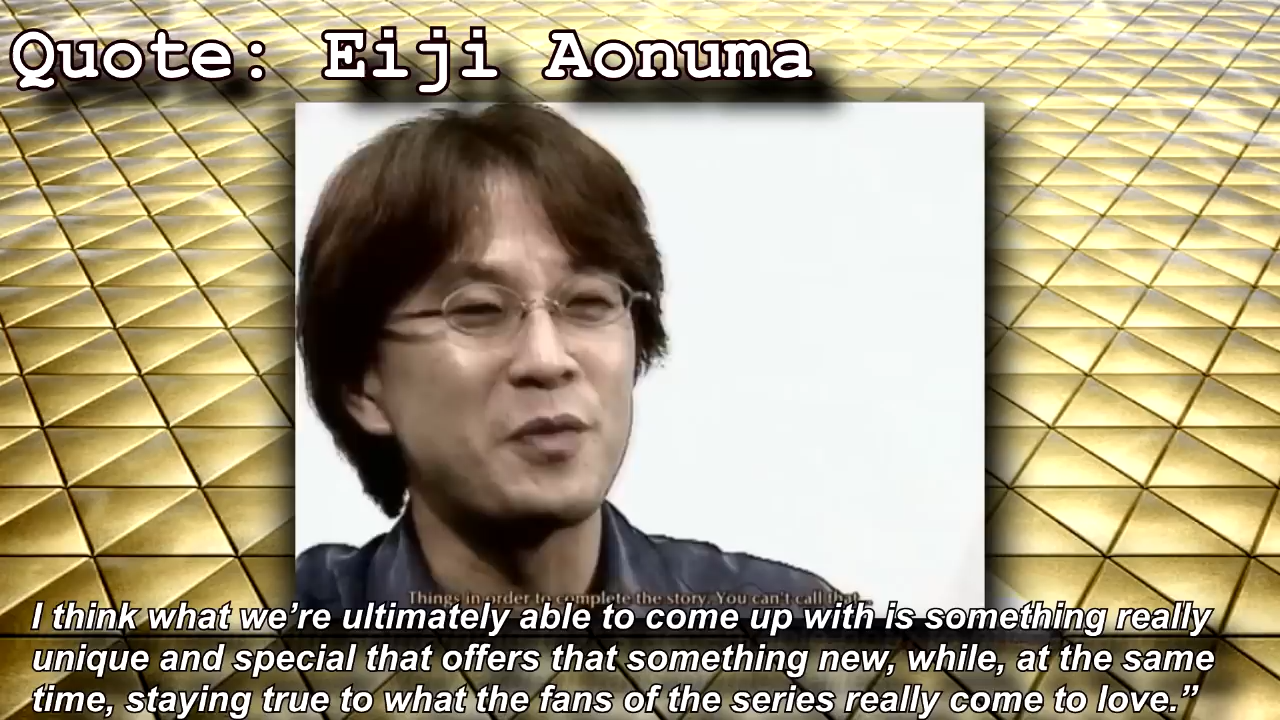 Quote: Eiji Aonuma
Things in order to complete the story. You can't call that...
I think what we’re ultimately able to come up with is something really
unique and special that offers that something new, while, at the same
time, staying true to what the fans of the series really come to love.”